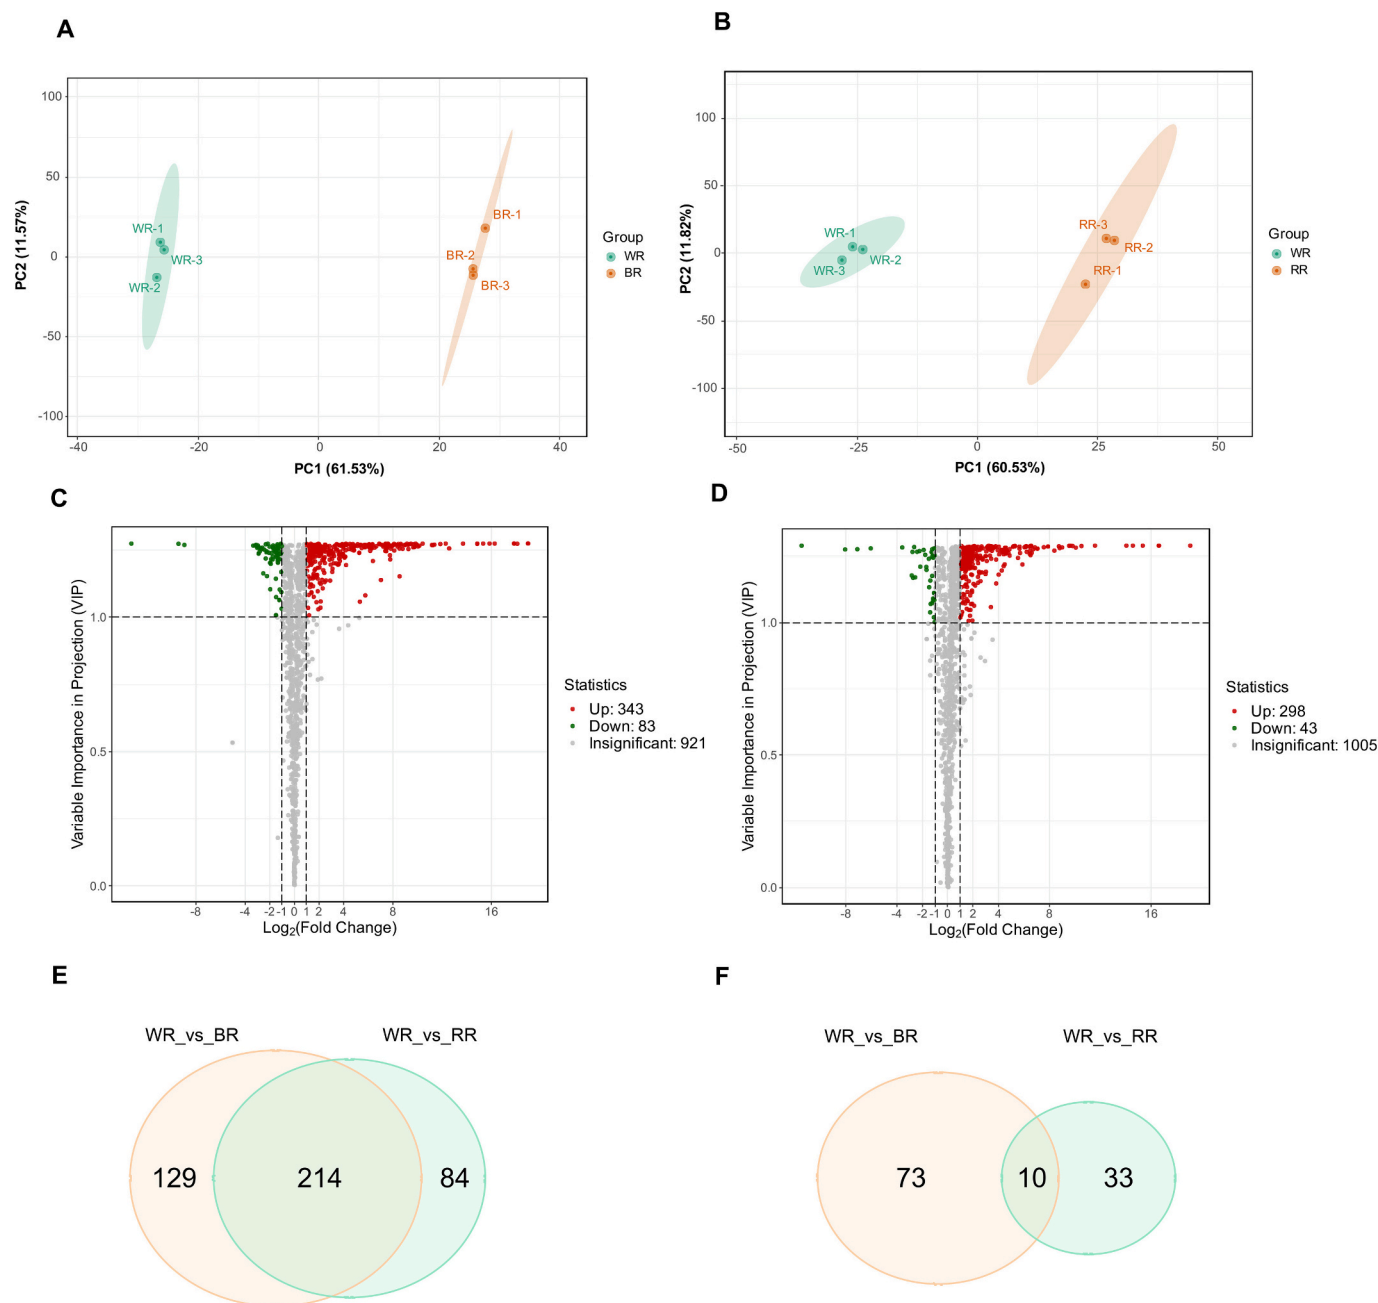 A
100
50
0
-50
-100
PC2 (11.57%)
WR-1
WR-3
WR-2
BR-1
BR-2
BR-3
-40
-20
0
20
40
PC1 (61.53%)
Group
WR
BR
B
100
50
0
-50
-100
PC2 (11.82%)
WR-1
WR-2
WR-3
RR-3
RR-2
RR-1
-50
-25
0
25
50
PC1 (60.53%)
Group
WR
RR
C
Variable Importance in Projection (VIP)
1.0
0.5
0.0
-8
-4
-2
-1
0
1
2
4
8
16
Log₂(Fold Change)
Statistics
Up: 343
Down: 83
Insignificant: 921
D
Variable Importance in Projection (VIP)
1.0
0.5
0.0
-8
-4
-2
-1
0
1
2
4
8
16
Log₂(Fold Change)
Statistics
Up: 298
Down: 43
Insignificant: 1005
E
WR_vs_BR
WR_vs_RR
129
214
84
F
WR_vs_BR
WR_vs_RR
73
10
33